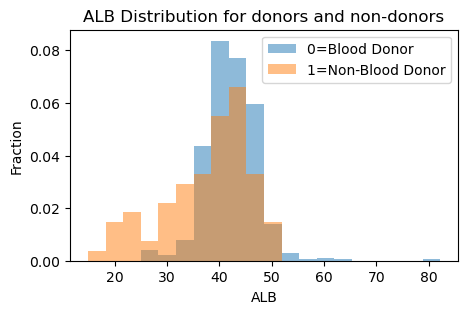 ALB Distribution for donors and non-donors
0=Blood Donor
1=Non-Blood Donor
Fraction
0.08
0.06
0.04
0.02
0.00
20 30 40 50 60 70 80
ALB